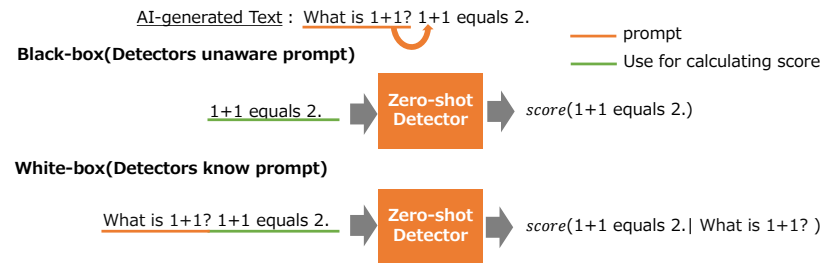 AI-generated Text : What is 1+1? 1+1 equals 2.
prompt
Use for calculating score
Black-box(Detectors unaware prompt)
1+1 equals 2.
Zero-shot
Detector
score(1+1 equals 2.)
White-box(Detectors know prompt)
What is 1+1? 1+1 equals 2.
Zero-shot
Detector
score(1+1 equals 2.| What is 1+1? )